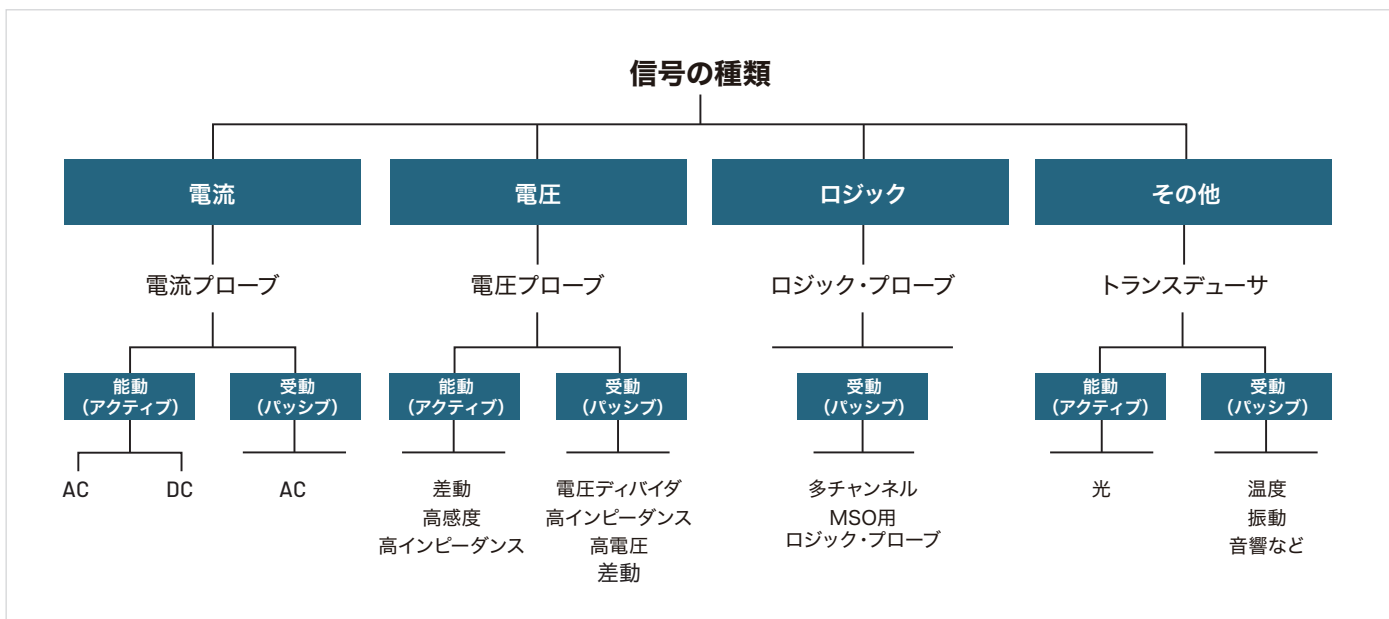 信号の種類
電流
電圧
ロジック
その他
電流プローブ
電圧プローブ
ロジック・プローブ
トランスデューサ
能動
（アクティブ）
受動
（パッシブ）
能動
（アクティブ）
受動
（パッシブ）
受動
（パッシブ）
能動
（アクティブ）
受動
（パッシブ）
AC
DC
AC
差動
高感度
高インピーダンス
電圧ディバイダ
高インピーダンス
高電圧
差動
多チャンネル
MSO用
ロジック・プローブ
光
温度
振動
音響など